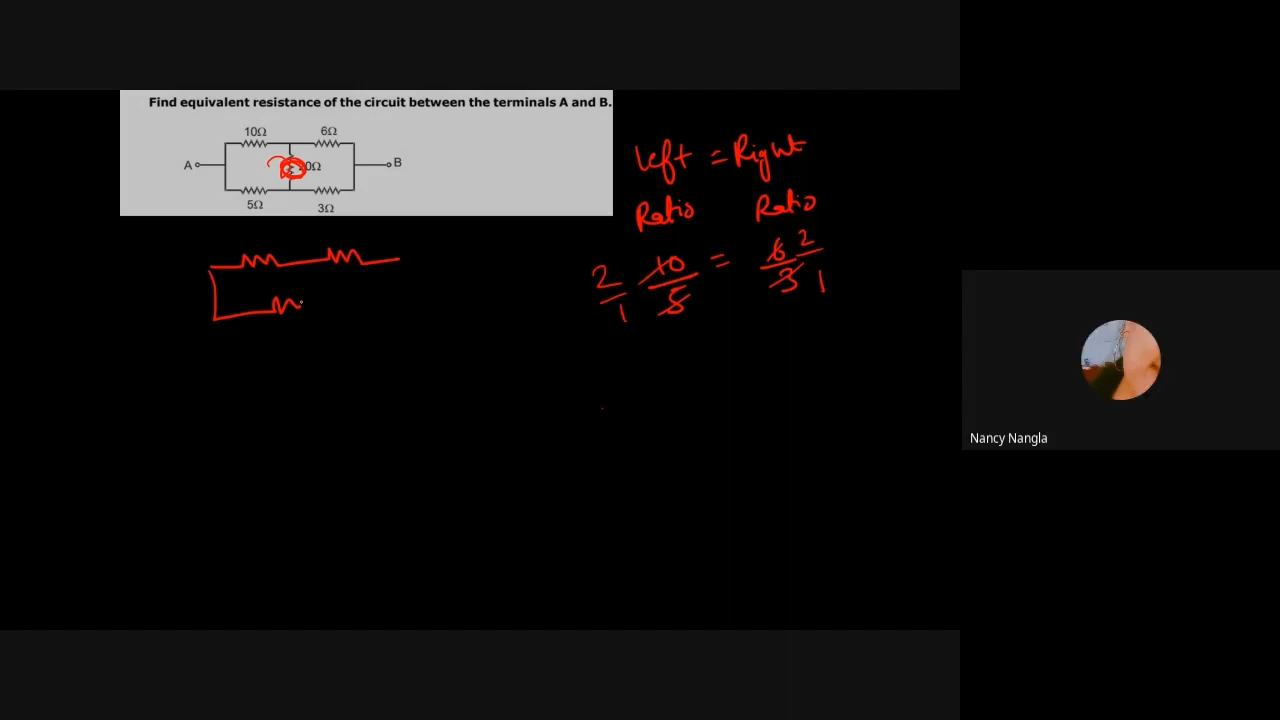 Find equivalent resistance of the circuit between the terminals A and B.
10Ω 6Ω
A B
5Ω 3Ω
Left = Right
Ratio Ratio
2/1 10/5 = 6/3 2/1
Nancy Nangla